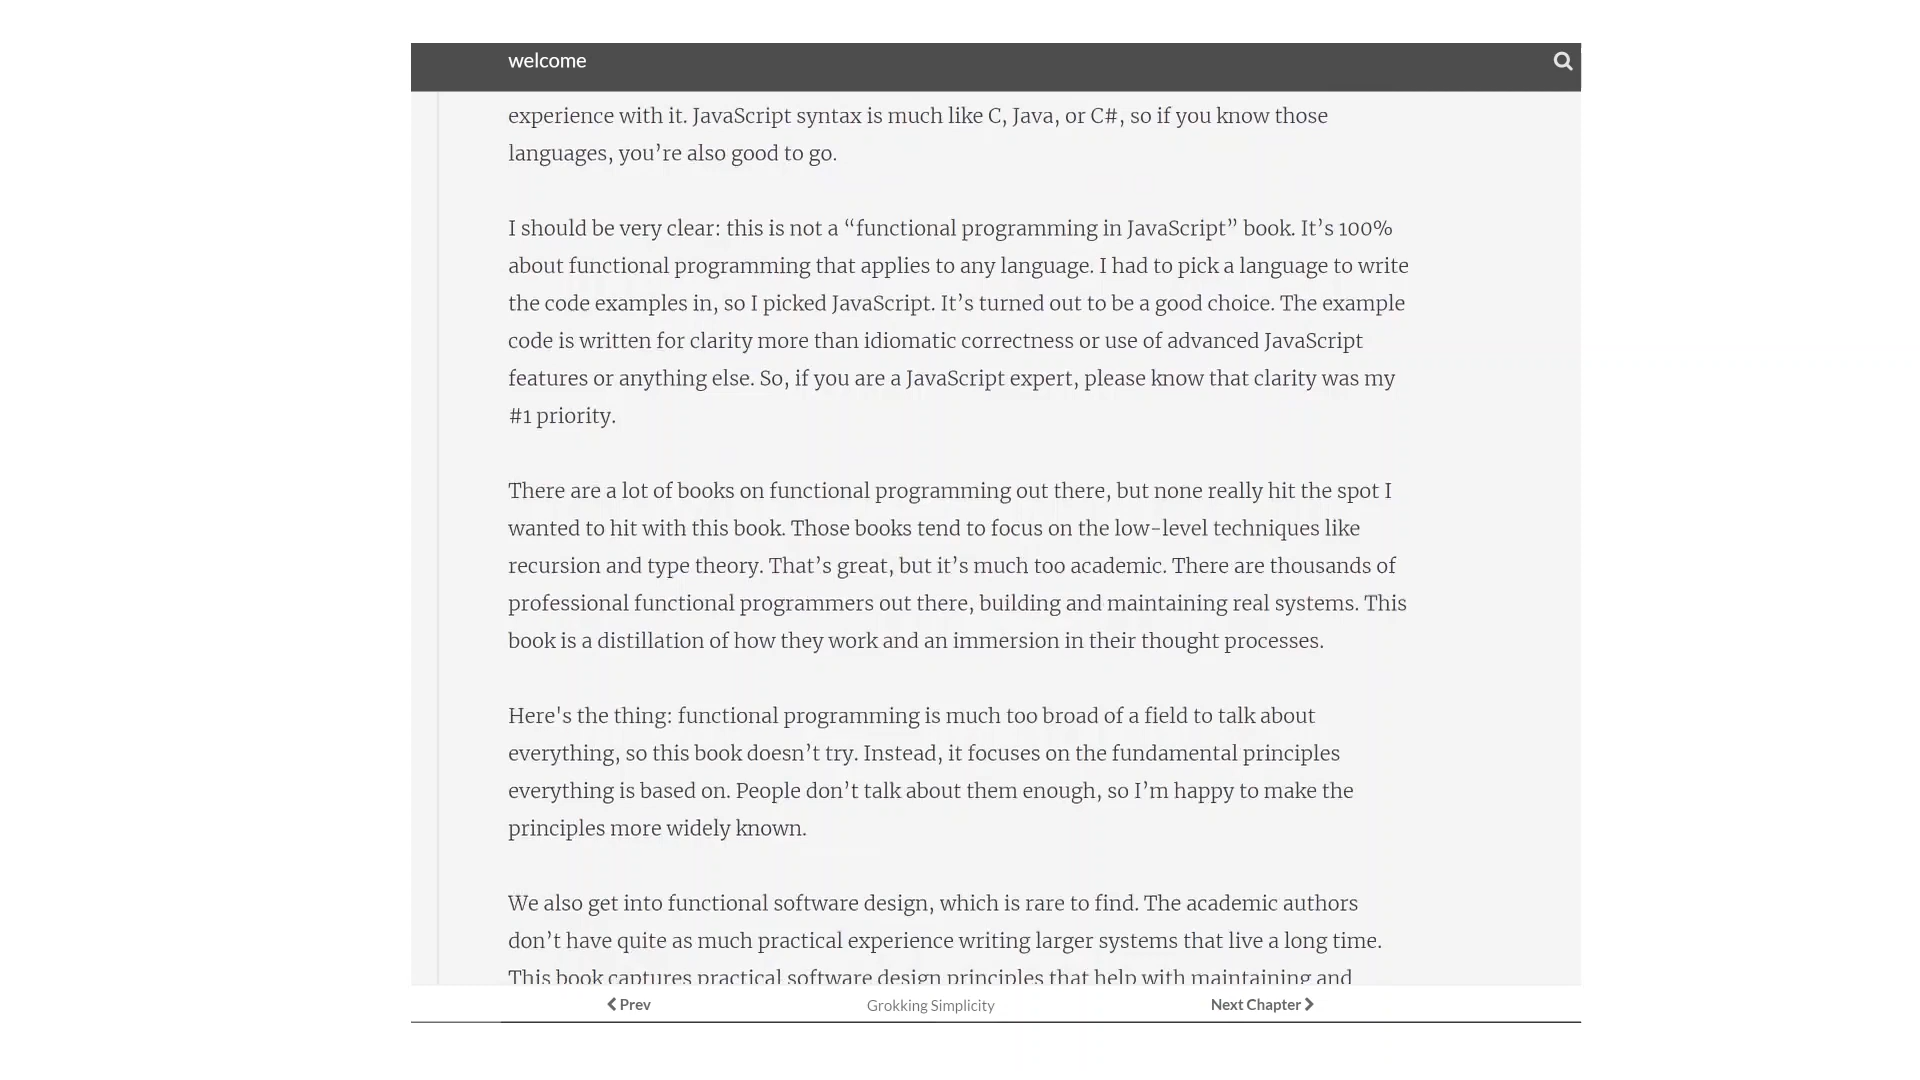 welcome
experience with it. JavaScript syntax is much like C, Java, or C#, so if you know those
languages, you’re also good to go.
I should be very clear: this is not a “functional programming in JavaScript” book. It’s 100%
about functional programming that applies to any language. I had to pick a language to write
the code examples in, so I picked JavaScript. It’s turned out to be a good choice. The example
code is written for clarity more than idiomatic correctness or use of advanced JavaScript
features or anything else. So, if you are a JavaScript expert, please know that clarity was my
#1 priority.
There are a lot of books on functional programming out there, but none really hit the spot I
wanted to hit with this book. Those books tend to focus on the low-level techniques like
recursion and type theory. That’s great, but it’s much too academic. There are thousands of
professional functional programmers out there, building and maintaining real systems. This
book is a distillation of how they work and an immersion in their thought processes.
Here's the thing: functional programming is much too broad of a field to talk about
everything, so this book doesn’t try. Instead, it focuses on the fundamental principles
everything is based on. People don’t talk about them enough, so I’m happy to make the
principles more widely known.
We also get into functional software design, which is rare to find. The academic authors
don’t have quite as much practical experience writing larger systems that live a long time.
This book captures practical software design principles that help with maintaining and
Prev
Grokking Simplicity
Next Chapter